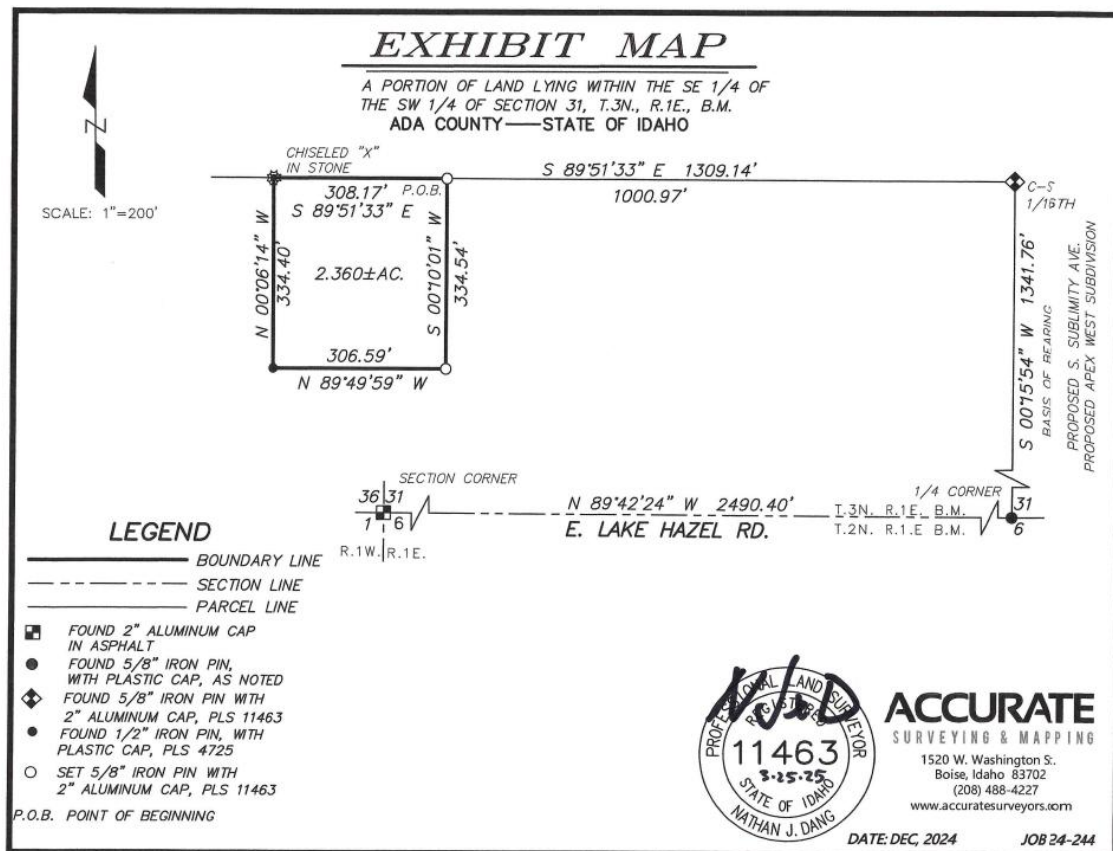 EXHIBIT MAP
A PORTION OF LAND LYING WITHIN THE SE 1/4 OF
THE SW 1/4 OF SECTION 31, T.3N., R.1E., B.M.
ADA COUNTY——STATE OF IDAHO
N
SCALE: 1"=200'
CHISELED "X"
IN STONE
308.17'
P.O.B.
S 89°51'33" E
S 89°51'33" E 1309.14'
1000.97'
C-S
1/16TH
N 00°06'14" W
334.40'
2.360±AC.
S 00°10'01" W
334.54'
306.59'
N 89°49'59" W
S 00°15'54" W 1341.76'
BASIS OF BEARING
PROPOSED S. SUBLIMITY AVE.
PROPOSED APEX WEST SUBDIVISION
SECTION CORNER
36 31
1 6
R.1W. R.1E.
N 89°42'24" W 2490.40'
E. LAKE HAZEL RD.
1/4 CORNER
T.3N. R.1E. B.M.
T.2N. R.1.E B.M.
31
6
LEGEND
BOUNDARY LINE
SECTION LINE
PARCEL LINE
FOUND 2" ALUMINUM CAP
IN ASPHALT
FOUND 5/8" IRON PIN,
WITH PLASTIC CAP, AS NOTED
FOUND 5/8" IRON PIN WITH
2" ALUMINUM CAP, PLS 11463
FOUND 1/2" IRON PIN, WITH
PLASTIC CAP, PLS 4725
SET 5/8" IRON PIN WITH
2" ALUMINUM CAP, PLS 11463
P.O.B. POINT OF BEGINNING
PROFESSIONAL LAND SURVEYOR
REGISTERED
11463
3-25-25
STATE OF IDAHO
NATHAN J. DANG
ACCURATE
SURVEYING & MAPPING
1520 W. Washington St.
Boise, Idaho 83702
(208) 488-4227
www.accuratesurveyors.com
DATE: DEC, 2024
JOB 24-244